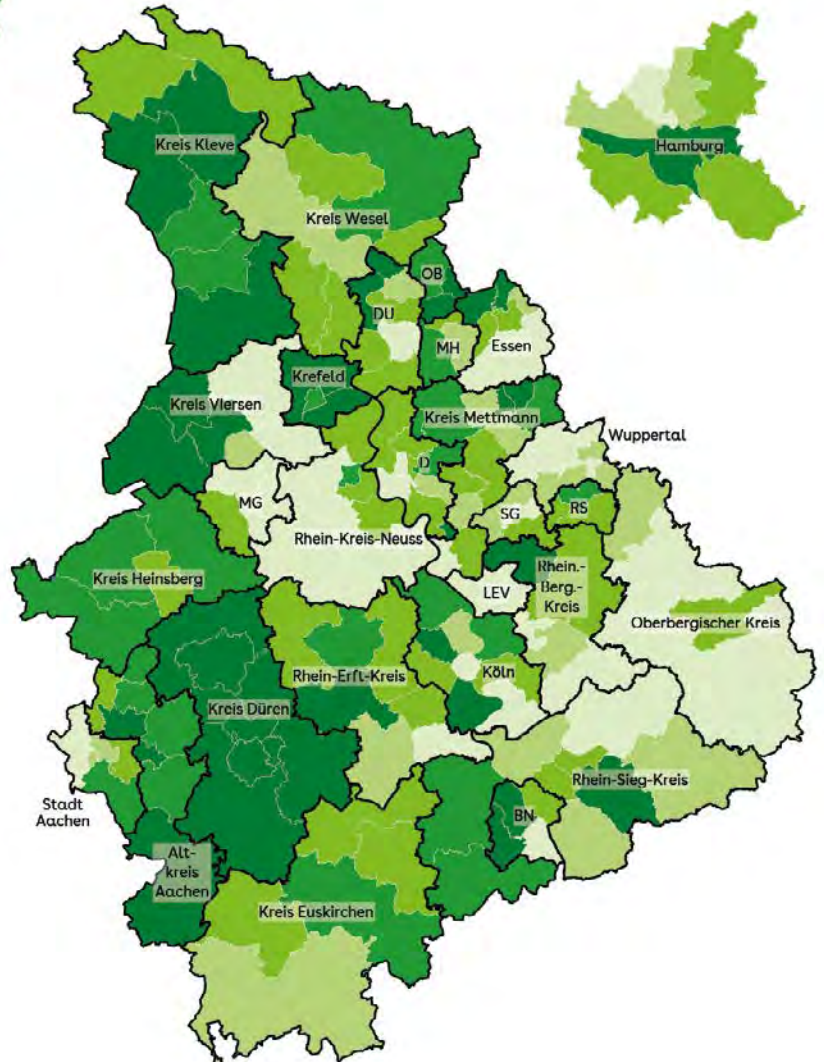 Kreis Kleve
Hamburg
Kreis Wesel
OB
DU
MH
Essen
Krefeld
Kreis Viersen
Kreis Mettmann
Wuppertal
D
MG
SG
RS
Rhein-Kreis-Neuss
Kreis Heinsberg
LEV
Rhein.-
Berg.-
Kreis
Oberbergischer Kreis
Rhein-Erft-Kreis
Köln
Kreis Düren
Rhein-Sieg-Kreis
Stadt
Aachen
BN
Alt-
kreis
Aachen
Kreis Euskirchen